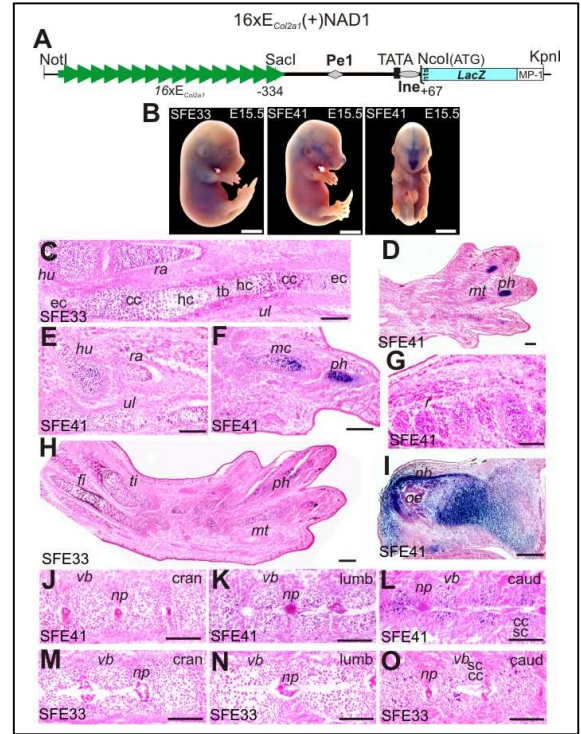 16xE_Col2a1(+)NAD1
A
NotI SacI Pe1 TATA NcoI(ATG) KpnI
LacZ MP-1
16xE_Col2a1 -334 Ine +67
B
SFE33 E15.5 SFE41 E15.5 SFE41 E15.5
C
hu ra ec cc hc tb hc cc ec ul
SFE33
D
mt ph
SFE41
E
hu ra ul
SFE41
F
mc ph
SFE41
G
r
SFE41
H
fi ti ph mt
SFE33
I
nb oe
SFE41
J
vb cran
np
SFE41
K
vb lumb
np
SFE41
L
vb caud
np
cc
sc
SFE41
M
vb cran
np
SFE33
N
vb lumb
np
SFE33
O
vb sc caud
np cc
SFE33